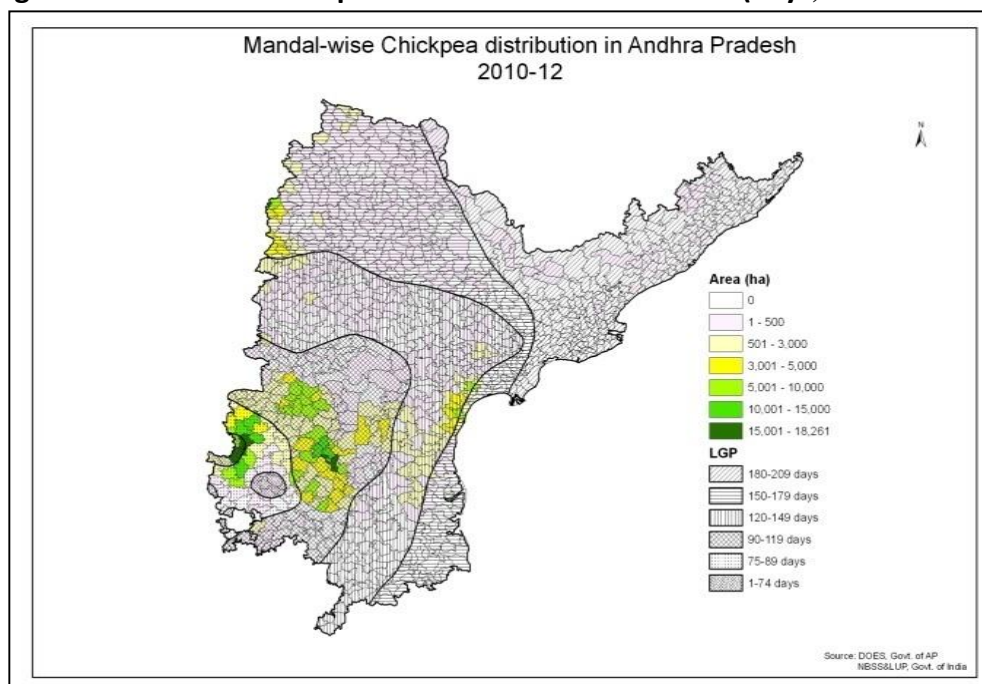 Mandal-wise Chickpea distribution in Andhra Pradesh
2010-12
N
Area (ha)
0
1 - 500
501 - 3,000
3,001 - 5,000
5,001 - 10,000
10,001 - 15,000
15,001 - 18,261
LGP
180-209 days
150-179 days
120-149 days
90-119 days
75-89 days
1-74 days
Source: DOES, Govt. of AP
NBSS&LUP, Govt. of India